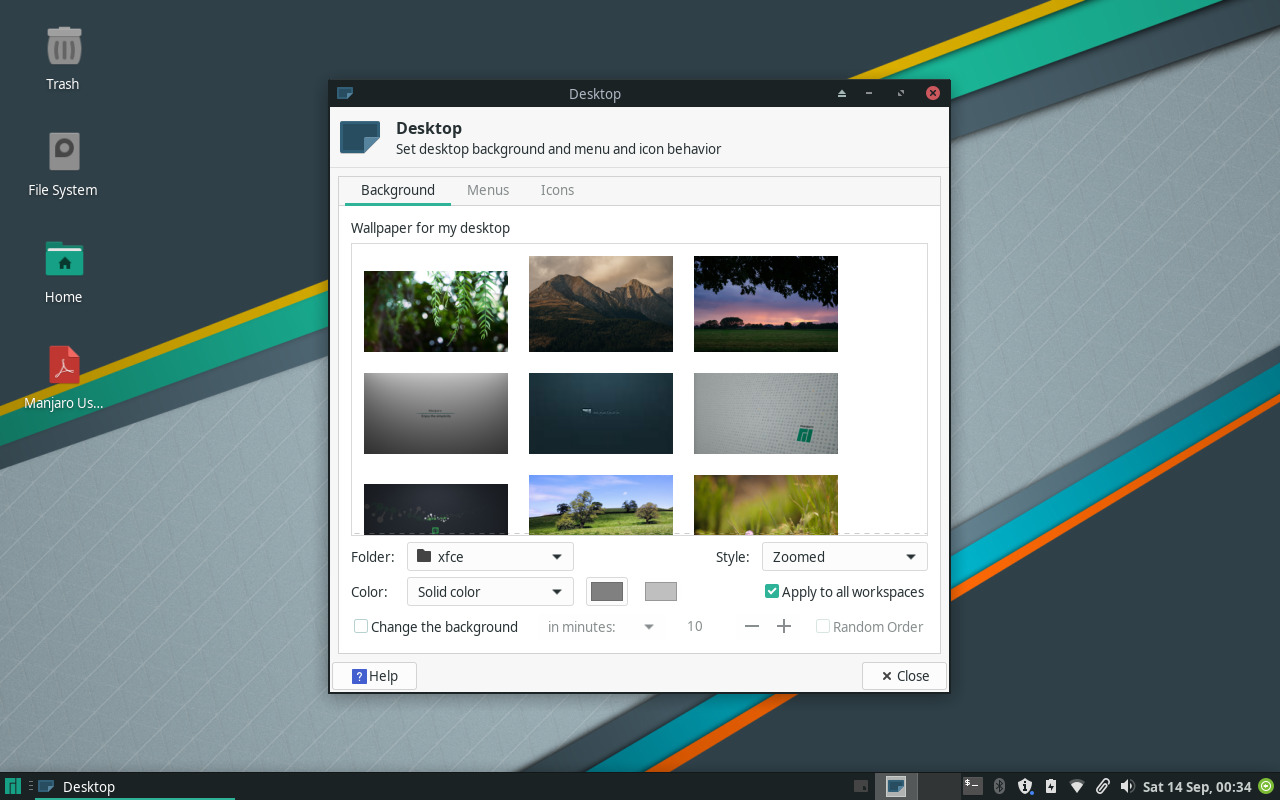 Trash
File System
Home
Manjaro Us...
Desktop
Desktop
Set desktop background and menu and icon behavior
Background
Menus
Icons
Wallpaper for my desktop
Folder:
xfce
Style:
Zoomed
Color:
Solid color
Apply to all workspaces
Change the background
in minutes:
10
Random Order
? Help
Close
Desktop
$-
Sat 14 Sep, 00:34